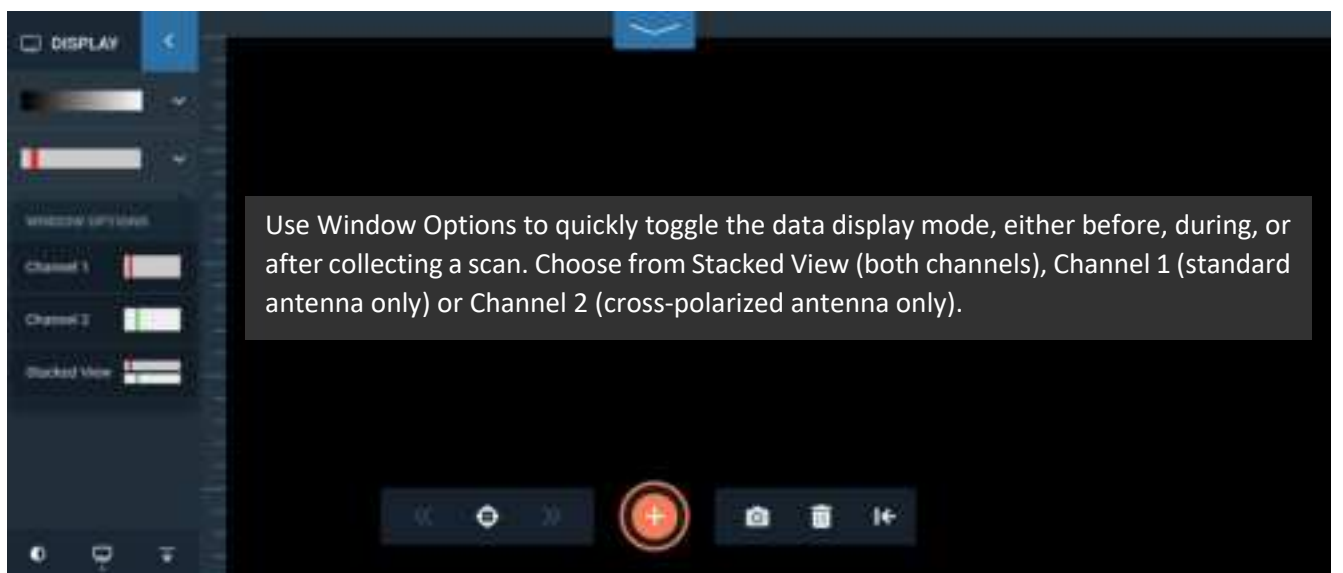 DISPLAY
WINDOW OPTIONS
Channel 1
Channel 2
Stacked View
Use Window Options to quickly toggle the data display mode, either before, during, or
after collecting a scan. Choose from Stacked View (both channels), Channel 1 (standard
antenna only) or Channel 2 (cross-polarized antenna only).